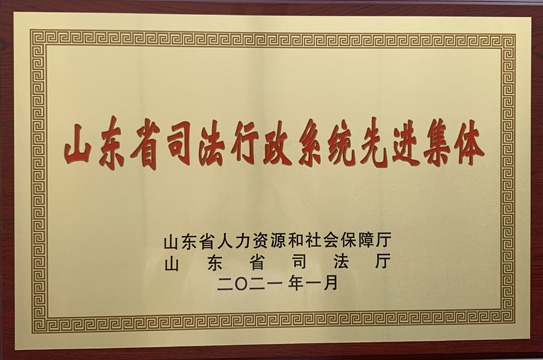 山东省司法行政系统先进集体
山东省人力资源和社会保障厅
山东省司法厅
二〇二一年一月